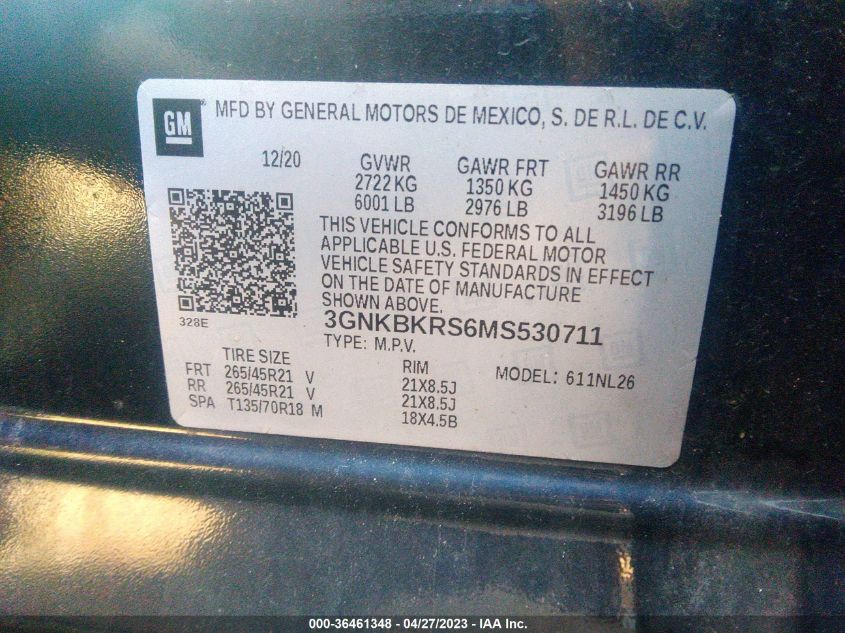 GM ® MFD BY GENERAL MOTORS DE MEXICO, S. DE R.L. DE C.V.
12/20 GVWR GAWR FRT GAWR RR
2722 KG 1350 KG 1450 KG
6001 LB 2976 LB 3196 LB
THIS VEHICLE CONFORMS TO ALL
APPLICABLE U.S. FEDERAL MOTOR
VEHICLE SAFETY STANDARDS IN EFFECT
ON THE DATE OF MANUFACTURE
SHOWN ABOVE.
328E
3GNKBKRS6MS530711
TYPE: M.P.V.
TIRE SIZE RIM MODEL: 611NL26
FRT 265/45R21 V 21X8.5J
RR 265/45R21 V 21X8.5J
SPA T135/70R18 M 18X4.5B
000-36461348 - 04/27/2023 - IAA Inc.